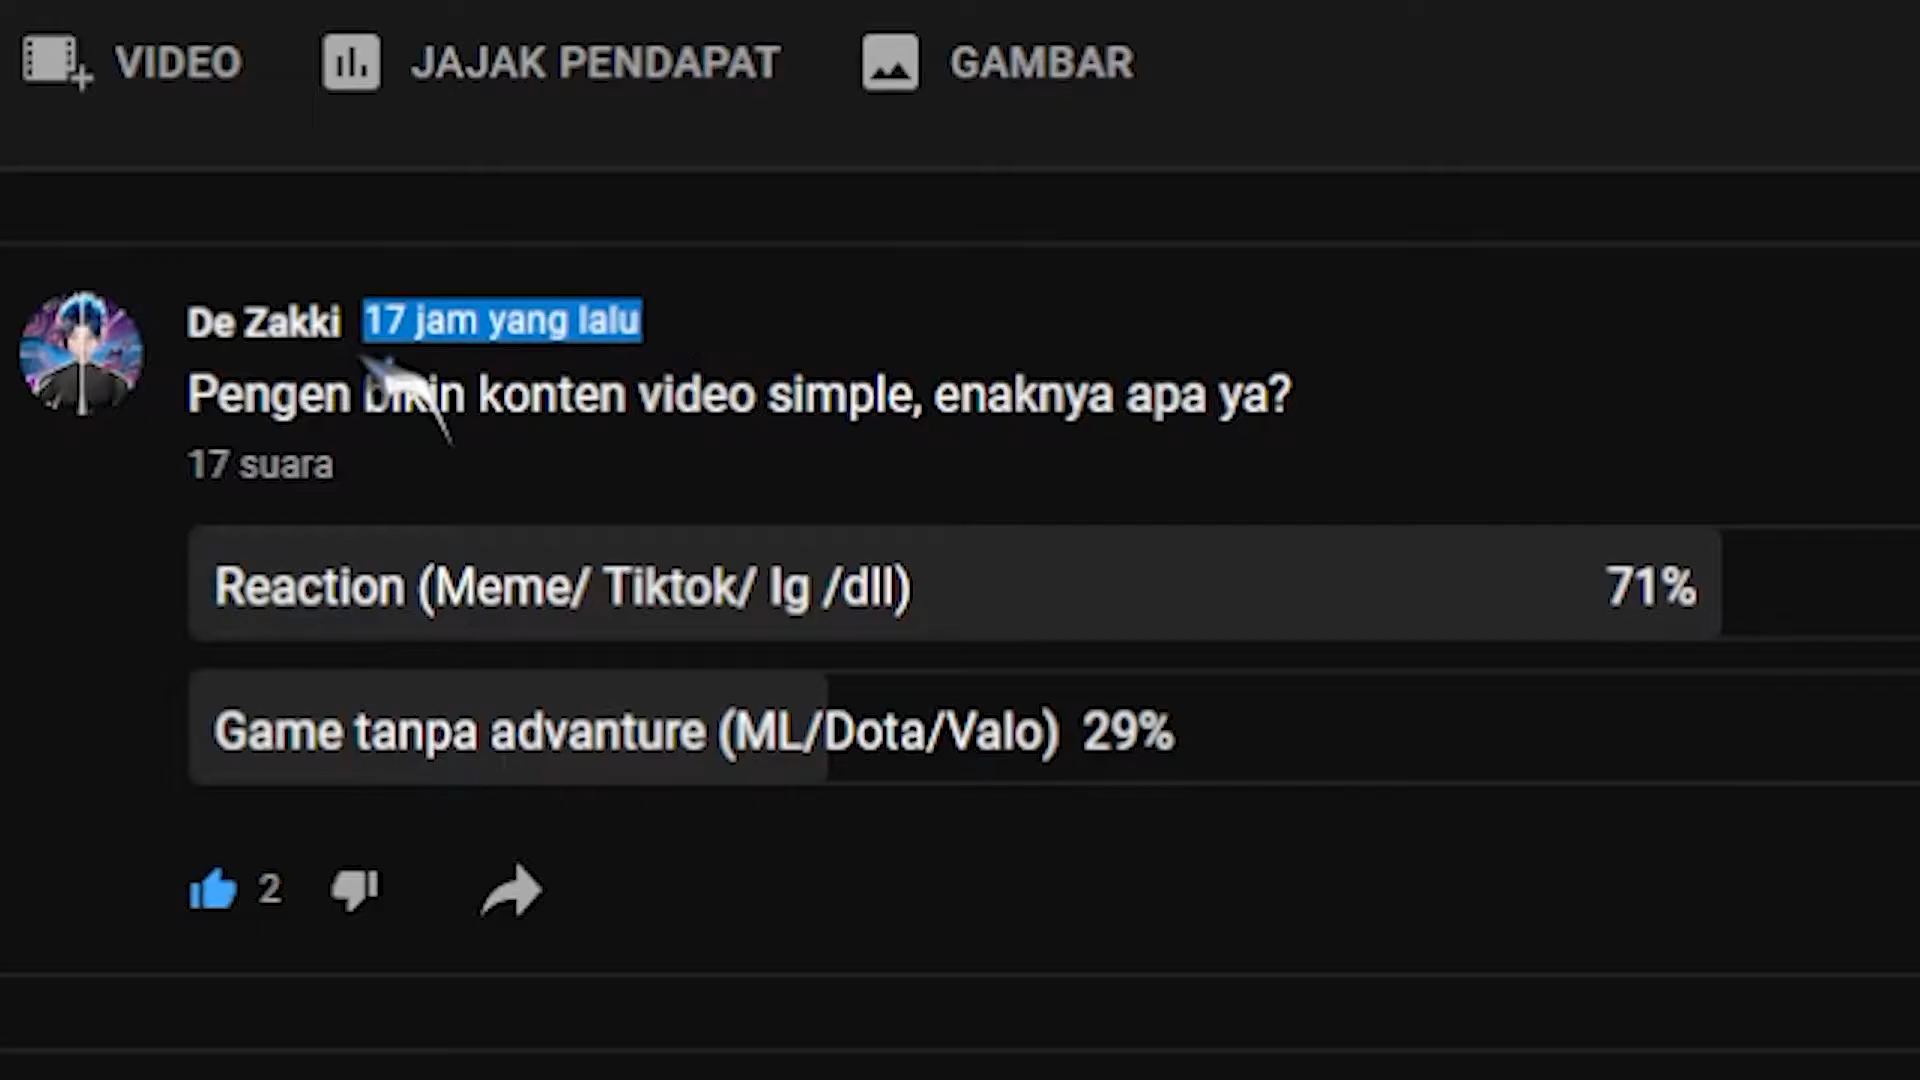 VIDEO JAJAK PENDAPAT GAMBAR
De Zakki 17 jam yang lalu
Pengen bikin konten video simple, enaknya apa ya?
17 suara
Reaction (Meme/ Tiktok/ Ig /dll) 71%
Game tanpa advanture (ML/Dota/Valo) 29%
2